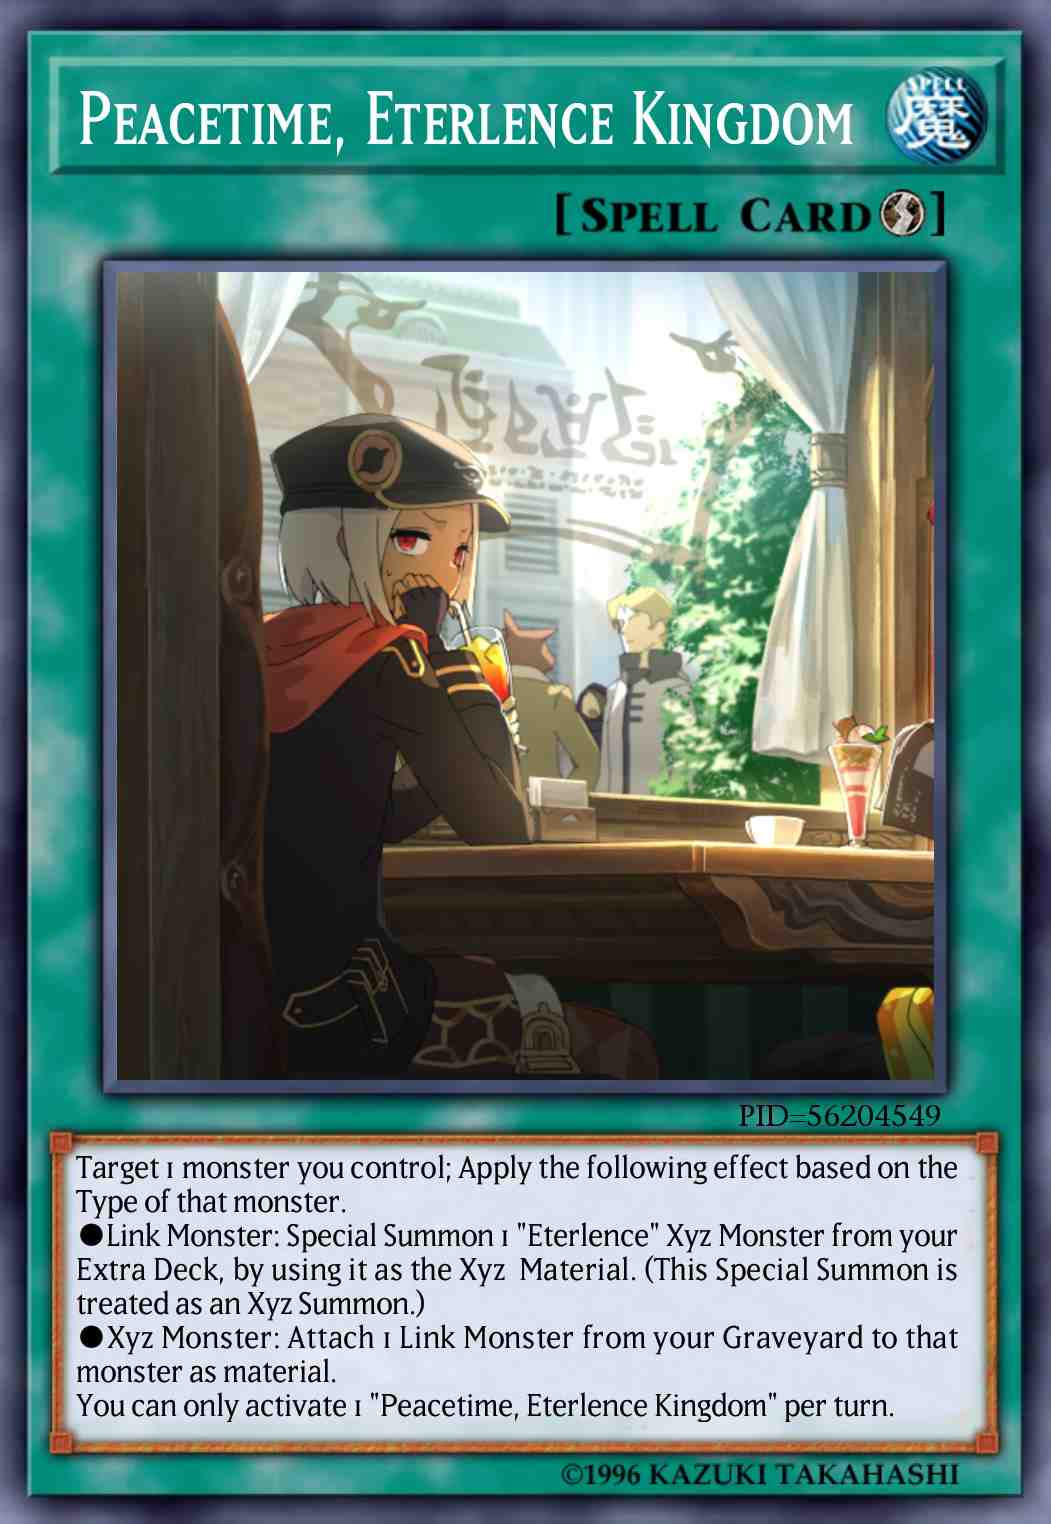 PEACETIME, ETERLENCE KINGDOM
SPELL
魔
[SPELL CARD]
PID=56204549
Target 1 monster you control; Apply the following effect based on the
Type of that monster.
●Link Monster: Special Summon 1 "Eterlence" Xyz Monster from your
Extra Deck, by using it as the Xyz Material. (This Special Summon is
treated as an Xyz Summon.)
●Xyz Monster: Attach 1 Link Monster from your Graveyard to that
monster as material.
You can only activate 1 "Peacetime, Eterlence Kingdom" per turn.
©1996 KAZUKI TAKAHASHI